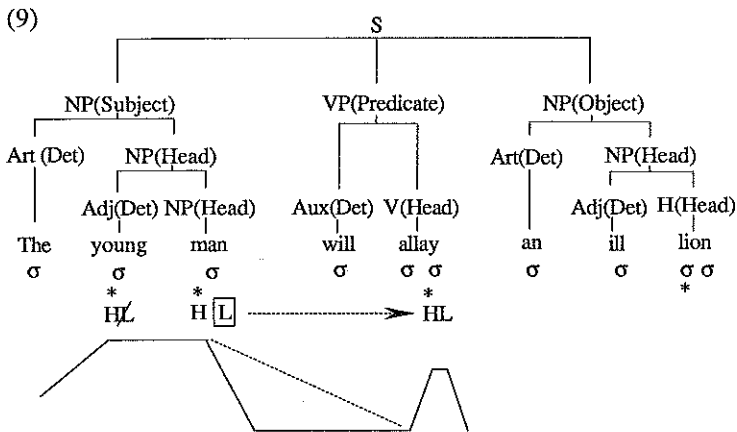 (9)
S
NP(Subject) VP(Predicate) NP(Object)
Art (Det) NP(Head) Art(Det) NP(Head)
Adj(Det) NP(Head) Aux(Det) V(Head) Adj(Det) H(Head)
The young man will allay an ill lion
σ σ σ σ σ σ σ σ σ σ
* * * *
HL H L HL